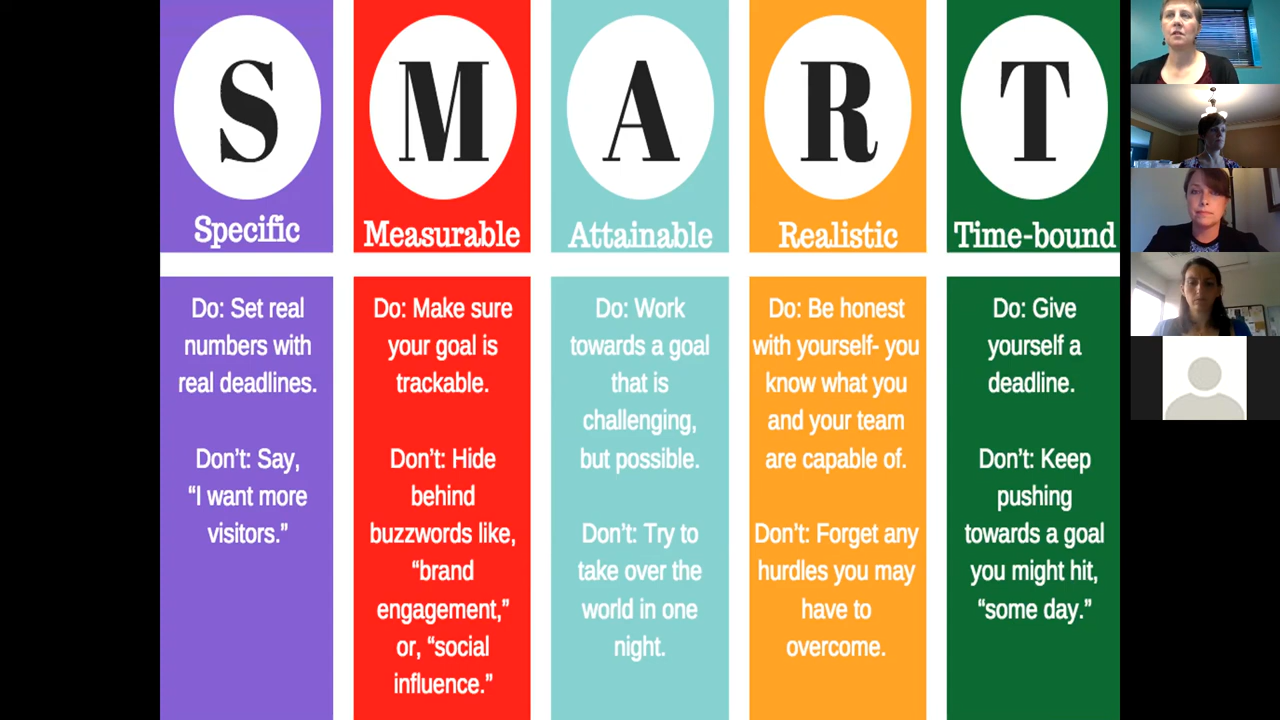 S
Specific
Do: Set real
numbers with
real deadlines.
Don't: Say,
“I want more
visitors.”
M
Measurable
Do: Make sure
your goal is
trackable.
Don't: Hide
behind
buzzwords like,
“brand
engagement,”
or, “social
influence.”
A
Attainable
Do: Work
towards a goal
that is
challenging,
but possible.
Don't: Try to
take over the
world in one
night.
R
Realistic
Do: Be honest
with yourself- you
know what you
and your team
are capable of.
Don't: Forget any
hurdles you may
have to
overcome.
T
Time-bound
Do: Give
yourself a
deadline.
Don't: Keep
pushing
towards a goal
you might hit,
“some day.”